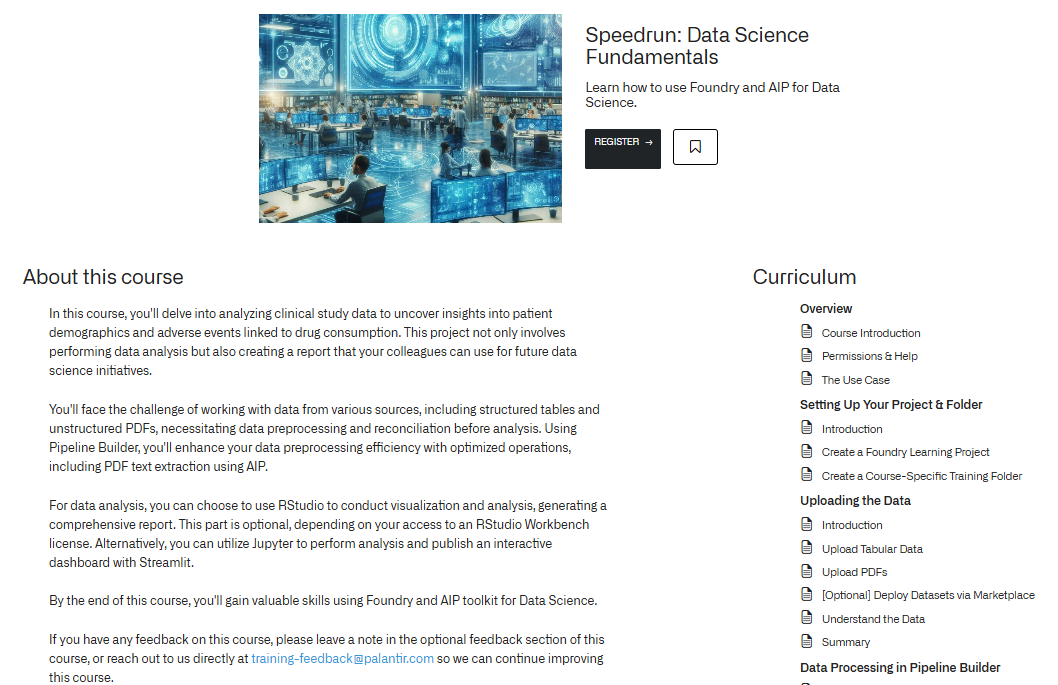 Speedrun: Data Science
Fundamentals
Learn how to use Foundry and AIP for Data
Science.
REGISTER →
About this course
In this course, you'll delve into analyzing clinical study data to uncover insights into patient
demographics and adverse events linked to drug consumption. This project not only involves
performing data analysis but also creating a report that your colleagues can use for future data
science initiatives.
You'll face the challenge of working with data from various sources, including structured tables and
unstructured PDFs, necessitating data preprocessing and reconciliation before analysis. Using
Pipeline Builder, you'll enhance your data preprocessing efficiency with optimized operations,
including PDF text extraction using AIP.
For data analysis, you can choose to use RStudio to conduct visualization and analysis, generating a
comprehensive report. This part is optional, depending on your access to an RStudio Workbench
license. Alternatively, you can utilize Jupyter to perform analysis and publish an interactive
dashboard with Streamlit.
By the end of this course, you'll gain valuable skills using Foundry and AIP toolkit for Data Science.
If you have any feedback on this course, please leave a note in the optional feedback section of this
course, or reach out to us directly at training-feedback@palantir.com so we can continue improving
this course.
Curriculum
Overview
Course Introduction
Permissions & Help
The Use Case
Setting Up Your Project & Folder
Introduction
Create a Foundry Learning Project
Create a Course-Specific Training Folder
Uploading the Data
Introduction
Upload Tabular Data
Upload PDFs
[Optional] Deploy Datasets via Marketplace
Understand the Data
Summary
Data Processing in Pipeline Builder